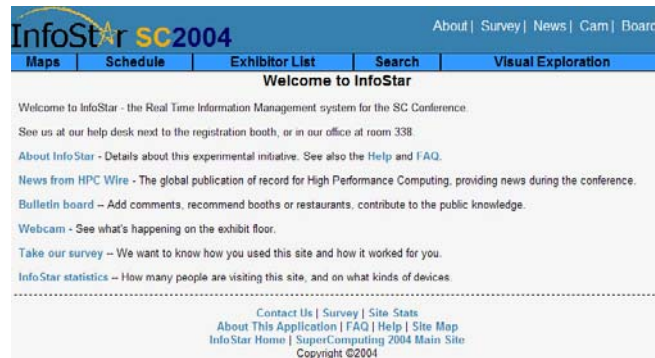 InfoStar SC2004
About | Survey | News | Cam | Board
Maps Schedule Exhibitor List Search Visual Exploration
Welcome to InfoStar
Welcome to InfoStar - the Real Time Information Management system for the SC Conference.
See us at our help desk next to the registration booth, or in our office at room 338.
About InfoStar - Details about this experimental initiative. See also the Help and FAQ.
News from HPC Wire - The global publication of record for High Performance Computing, providing news during the conference.
Bulletin board -- Add comments, recommend booths or restaurants, contribute to the public knowledge.
Webcam - See what's happening on the exhibit floor.
Take our survey -- We want to know how you used this site and how it worked for you.
InfoStar statistics -- How many people are visiting this site, and on what kinds of devices.
Contact Us | Survey | Site Stats
About This Application | FAQ | Help | Site Map
InfoStar Home | SuperComputing 2004 Main Site
Copyright ©2004